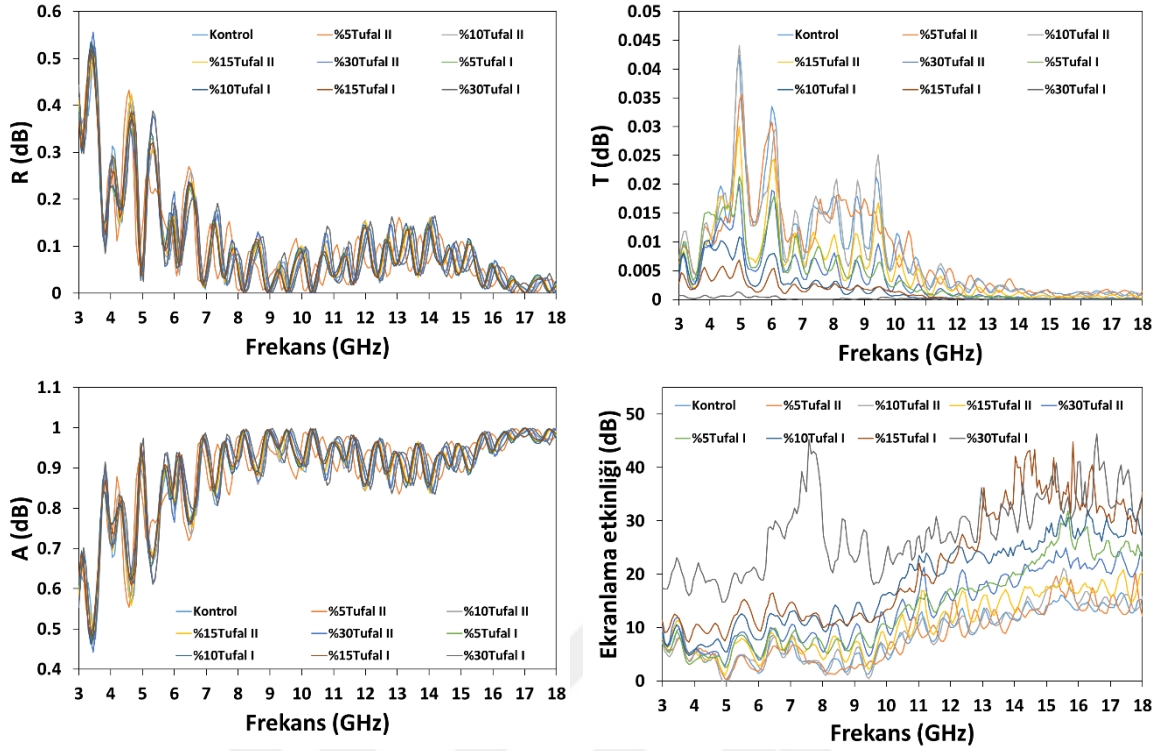 0.6
0.5
0.4
0.3
0.2
0.1
0
R (dB)
Kontrol %5Tufal II %10Tufal II
%15Tufal II %30Tufal II %5Tufal I
%10Tufal I %15Tufal I %30Tufal I
3 4 5 6 7 8 9 10 11 12 13 14 15 16 17 18
Frekans (GHz)
0.05
0.045
0.04
0.035
0.03
0.025
0.02
0.015
0.01
0.005
0
T (dB)
Kontrol %5Tufal II %10Tufal II
%15Tufal II %30Tufal II %5Tufal I
%10Tufal I %15Tufal I %30Tufal I
3 4 5 6 7 8 9 10 11 12 13 14 15 16 17 18
Frekans (GHz)
1.1
1
0.9
0.8
0.7
0.6
0.5
0.4
A (dB)
Kontrol %5Tufal II %10Tufal II
%15Tufal II %30Tufal II %5Tufal I
%10Tufal I %15Tufal I %30Tufal I
3 4 5 6 7 8 9 10 11 12 13 14 15 16 17 18
Frekans (GHz)
50
40
30
20
10
0
Ekranlama etkinliği (dB)
Kontrol %5Tufal II %10Tufal II %15Tufal II %30Tufal II
%5Tufal I %10Tufal I %15Tufal I %30Tufal I
3 4 5 6 7 8 9 10 11 12 13 14 15 16 17 18
Frekans (GHz)